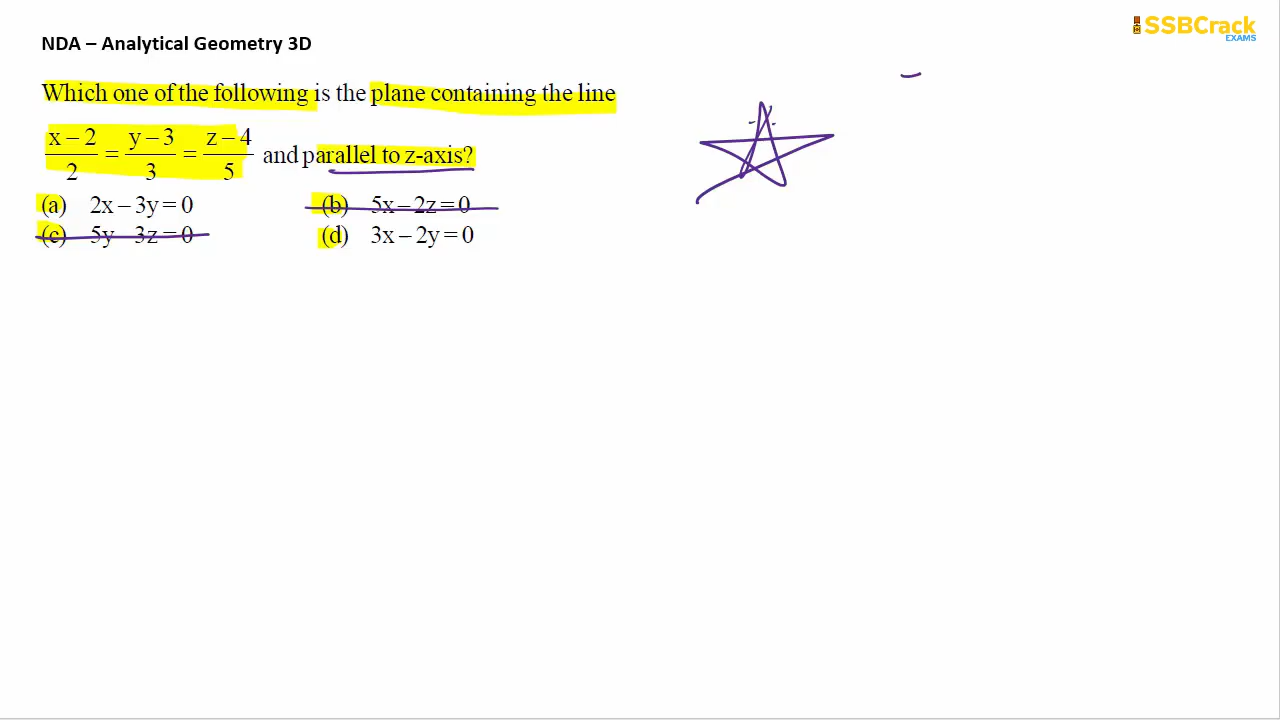 SSBCrack
EXAMS
NDA – Analytical Geometry 3D
Which one of the following is the plane containing the line
x – 2 / 2 = y – 3 / 3 = z – 4 / 5 and parallel to z-axis?
(a) 2x – 3y = 0 (b) 5x – 2z = 0
(c) 5y – 3z = 0 (d) 3x – 2y = 0